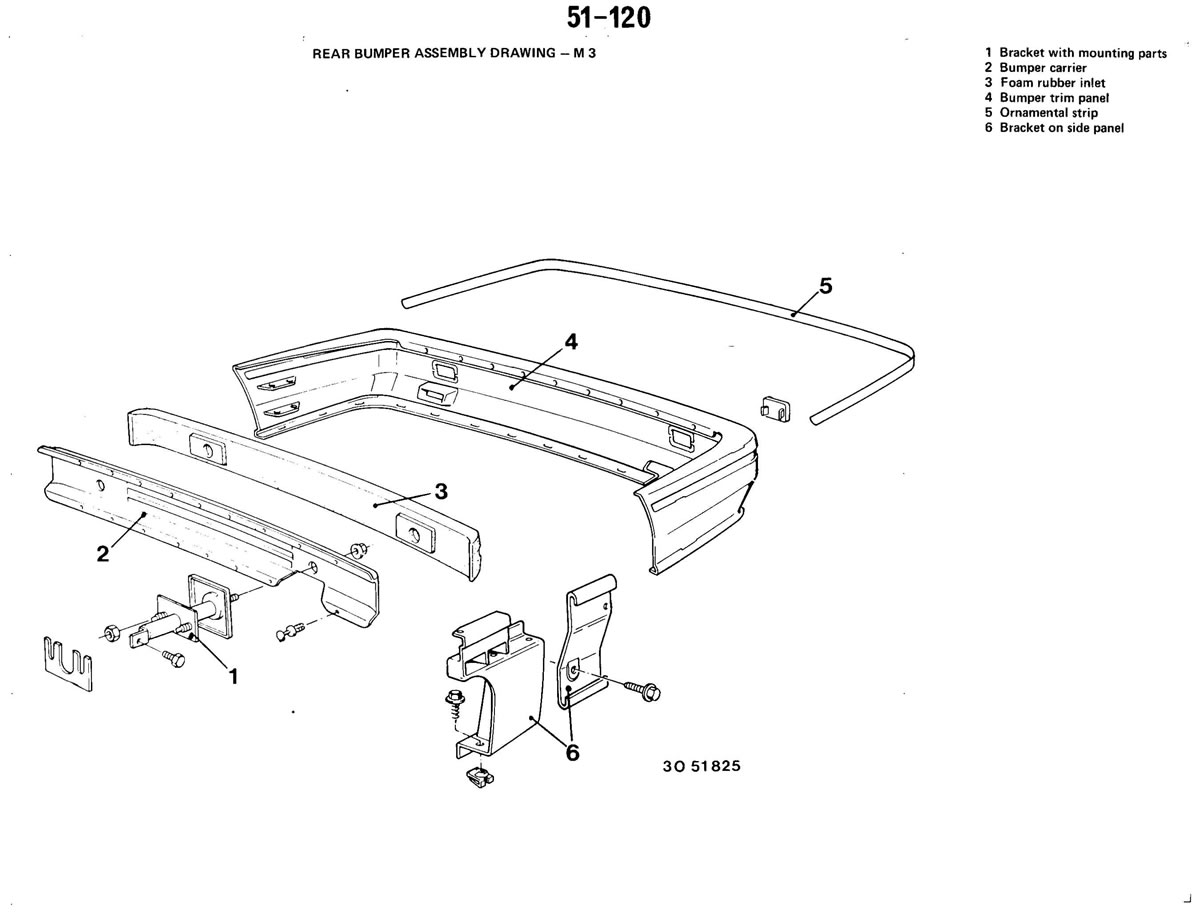 51-120
REAR BUMPER ASSEMBLY DRAWING – M 3
1 Bracket with mounting parts
2 Bumper carrier
3 Foam rubber inlet
4 Bumper trim panel
5 Ornamental strip
6 Bracket on side panel
5
4
3
2
1
6
30 51825